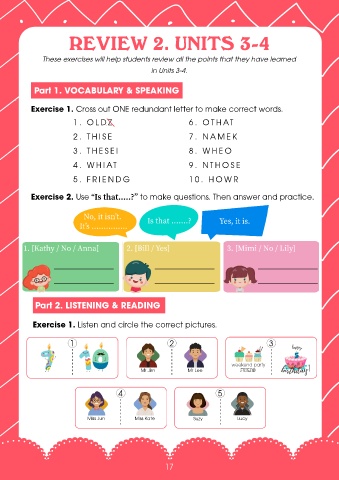 REVIEW 2. UNITS 3-4
These exercises will help students review all the points that they have learned
in Units 3-4.
Part 1. VOCABULARY & SPEAKING
Exercise 1. Cross out ONE redundant letter to make correct words.
1. OLDZ
2. THISE
3. THESEI
4. WHIAT
5. FRIENDG
6. OTHAT
7. NAMEK
8. WHEO
9. NTHOSE
10. HOWR
Exercise 2. Use “Is that.....?” to make questions. Then answer and practice.
No, it isn't.
It's ...............
Is that .......?
Yes, it is.
1. [Kathy / No / Anna]
2. [Bill / Yes]
3. [Mimi / No / Lily]
Part 2. LISTENING & READING
Exercise 1. Listen and circle the correct pictures.
1
2
3
7
10
Mr Jen
Mr Lee
weekend party
happy
birthday!
4
5
Miss Jun
Miss Kate
Suzy
Lucy
17